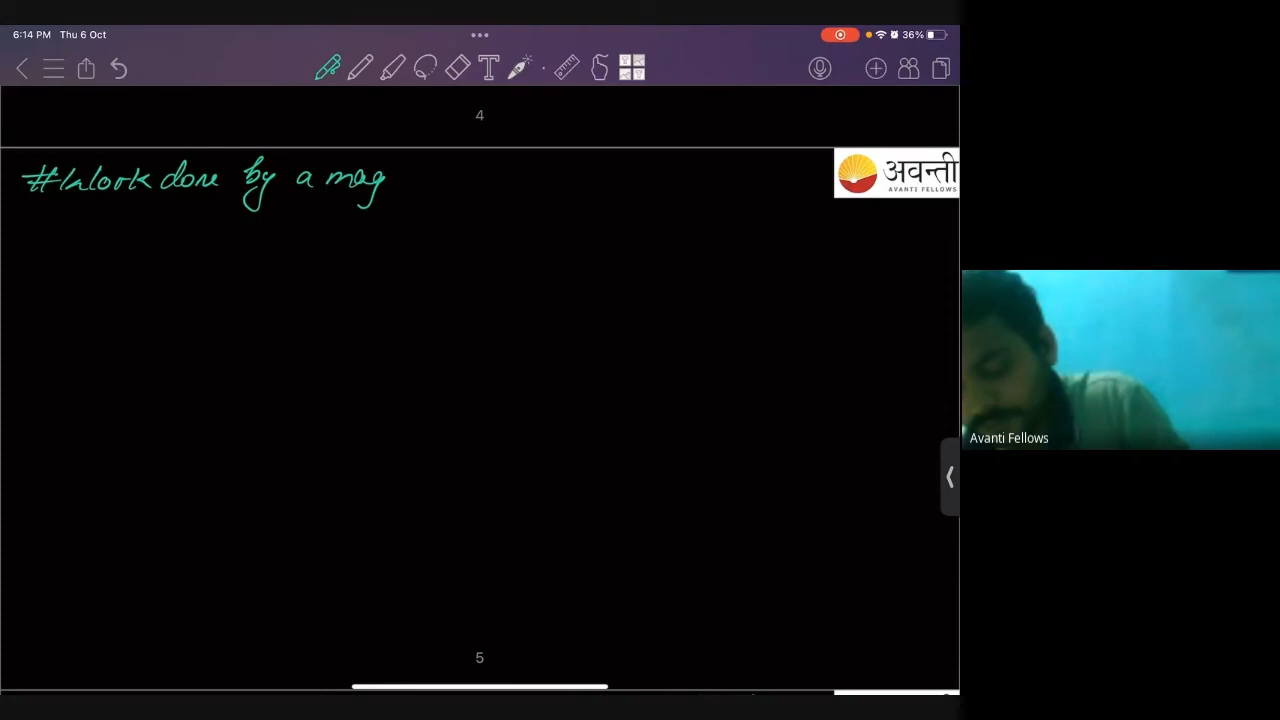 6:14 PM Thu 6 Oct
36%
4
#Work done by a mag
अवन्ती
AVANTI FELLOWS
Avanti Fellows
5